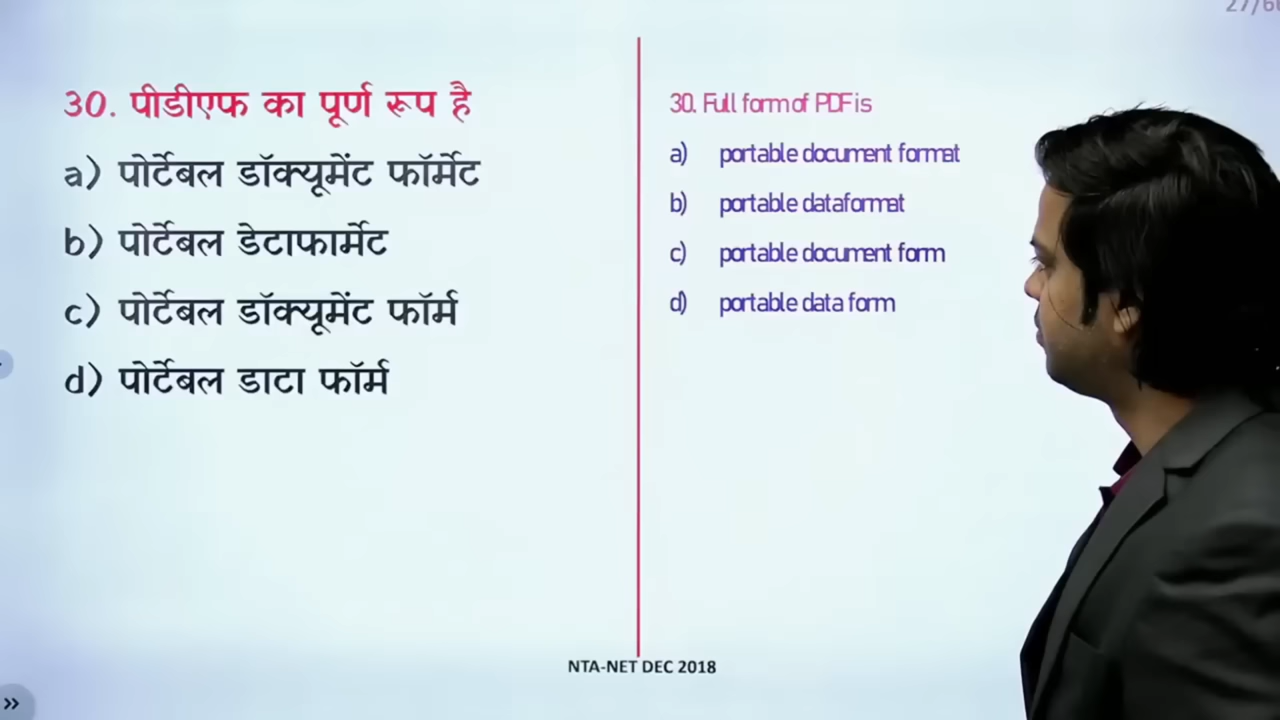 30. पीडीएफ का पूर्ण रूप है
a) पोर्टेबल डॉक्यूमेंट फॉर्मेट
b) पोर्टेबल डेटाफार्मेट
c) पोर्टेबल डॉक्यूमेंट फॉर्म
d) पोर्टेबल डाटा फॉर्म
30. Full form of PDF is
a) portable document format
b) portable dataformat
c) portable document form
d) portable data form
NTA-NET DEC 2018